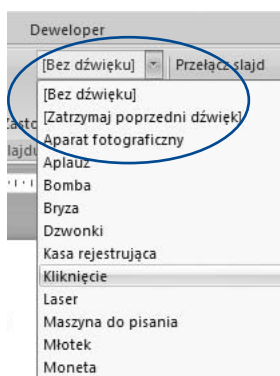 Deweloper
[Bez dźwięku] Przełącz slajd
[Bez dźwięku]
[Zatrzymaj poprzedni dźwięk]
Aparat fotograficzny
Aplauz
Bomba
Bryza
Dzwonki
Kasa rejestrująca
Kliknięcie
Laser
Maszyna do pisania
Młotek
Moneta